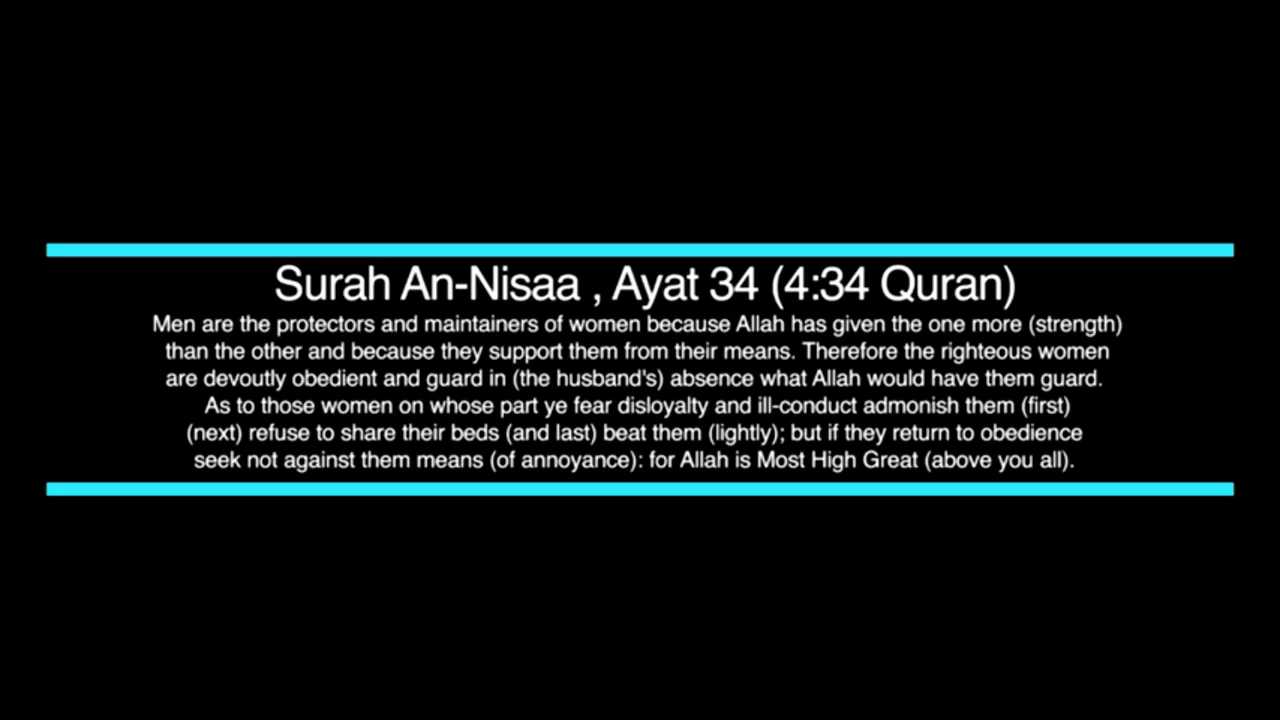 Surah An-Nisaa , Ayat 34 (4:34 Quran)
Men are the protectors and maintainers of women because Allah has given the one more (strength)
than the other and because they support them from their means. Therefore the righteous women
are devoutly obedient and guard in (the husband's) absence what Allah would have them guard.
As to those women on whose part ye fear disloyalty and ill-conduct admonish them (first)
(next) refuse to share their beds (and last) beat them (lightly); but if they return to obedience
seek not against them means (of annoyance): for Allah is Most High Great (above you all).